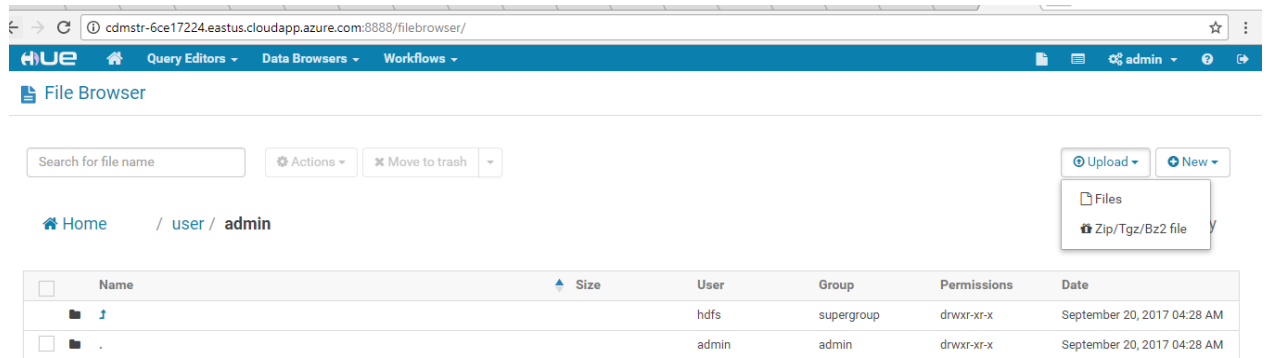 cdmstr-6ce17224.eastus.cloudapp.azure.com:8888/filebrowser/
HUE Query Editors Data Browsers Workflows admin
File Browser
Search for file name Actions Move to trash Upload New
Files
Home / user / admin
Zip/Tgz/Bz2 file y
Name Size User Group Permissions Date
hdfs supergroup drwxr-xr-x September 20, 2017 04:28 AM
. admin admin drwxr-xr-x September 20, 2017 04:28 AM